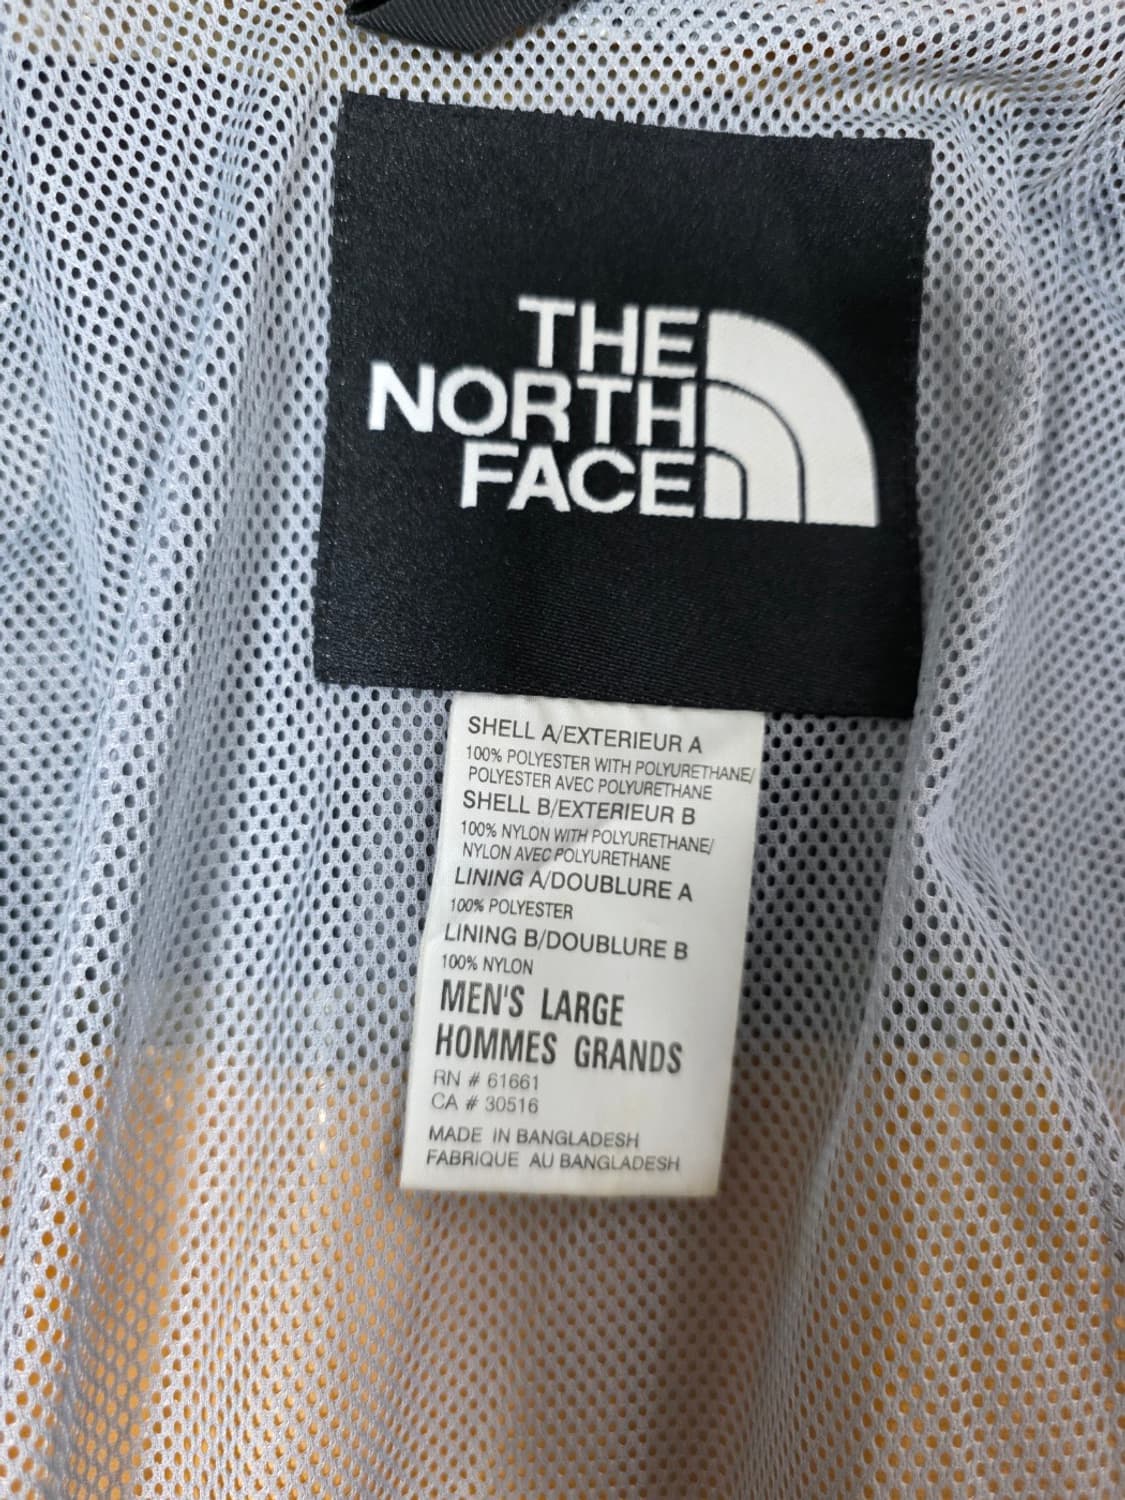 THE
NORTH
FACE
SHELL A/EXTERIEUR A
100% POLYESTER WITH POLYURETHANE/
POLYESTER AVEC POLYURETHANE
SHELL B/EXTERIEUR B
100% NYLON WITH POLYURETHANE/
NYLON AVEC POLYURETHANE
LINING A/DOUBLURE A
100% POLYESTER
LINING B/DOUBLURE B
100% NYLON
MEN'S LARGE
HOMMES GRANDS
RN # 61661
CA # 30516
MADE IN BANGLADESH
FABRIQUE AU BANGLADESH